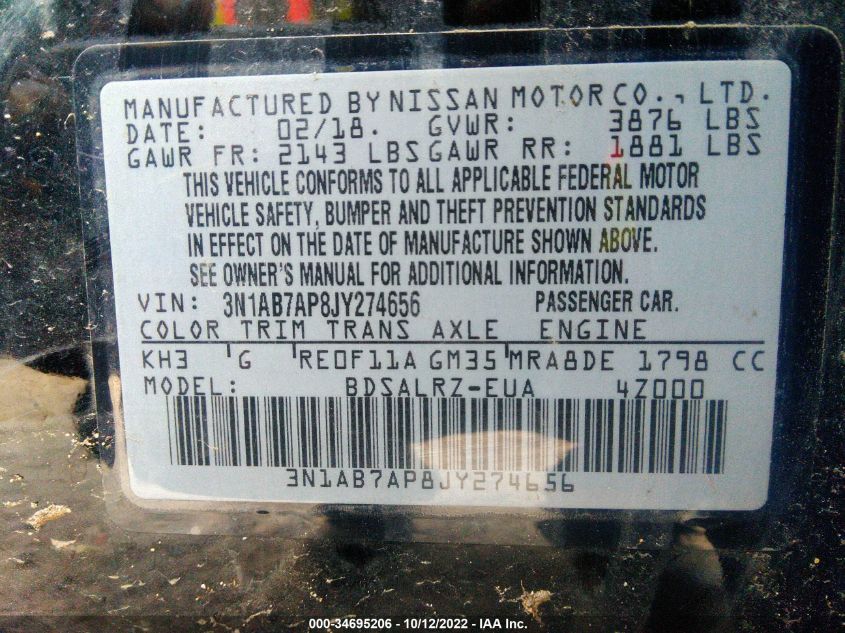 MANUFACTURED BY NISSAN MOTOR CO., LTD.
DATE: 02/18. GVWR: 3876 LBS
GAWR FR: 2143 LBS GAWR RR: 1881 LBS
THIS VEHICLE CONFORMS TO ALL APPLICABLE FEDERAL MOTOR
VEHICLE SAFETY, BUMPER AND THEFT PREVENTION STANDARDS
IN EFFECT ON THE DATE OF MANUFACTURE SHOWN ABOVE.
SEE OWNER'S MANUAL FOR ADDITIONAL INFORMATION.
VIN: 3N1AB7AP8JY274656 PASSENGER CAR.
COLOR TRIM TRANS AXLE ENGINE
KH3 G RE0F11A GM35 MRA8DE 1798 CC
MODEL: BDSALRZ-EUA 4Z000
3N1AB7AP8JY274656
000-34695206 - 10/12/2022 - IAA Inc.